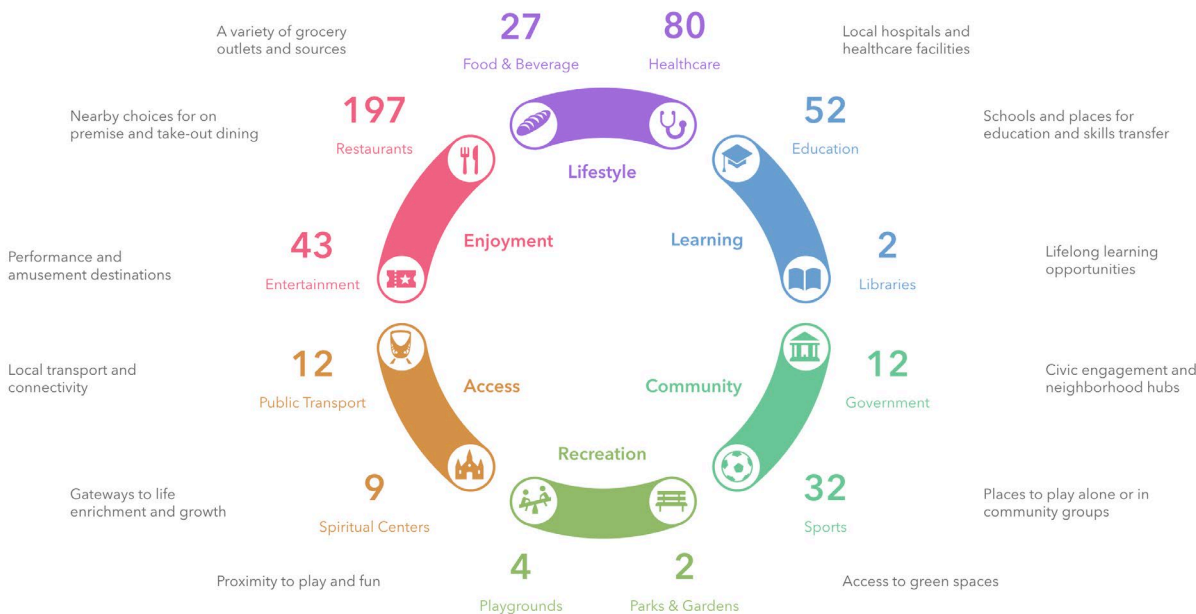 27
Food & Beverage
A variety of grocery
outlets and sources
80
Healthcare
Local hospitals and
healthcare facilities
Lifestyle
197
Restaurants
Nearby choices for on
premise and take-out dining
52
Education
Schools and places for
education and skills transfer
Enjoyment
Learning
43
Entertainment
Performance and
amusement destinations
2
Libraries
Lifelong learning
opportunities
12
Public Transport
Local transport and
connectivity
Access
Community
12
Government
Civic engagement and
neighborhood hubs
Recreation
9
Spiritual Centers
Gateways to life
enrichment and growth
32
Sports
Places to play alone or in
community groups
4
Playgrounds
Proximity to play and fun
2
Parks & Gardens
Access to green spaces